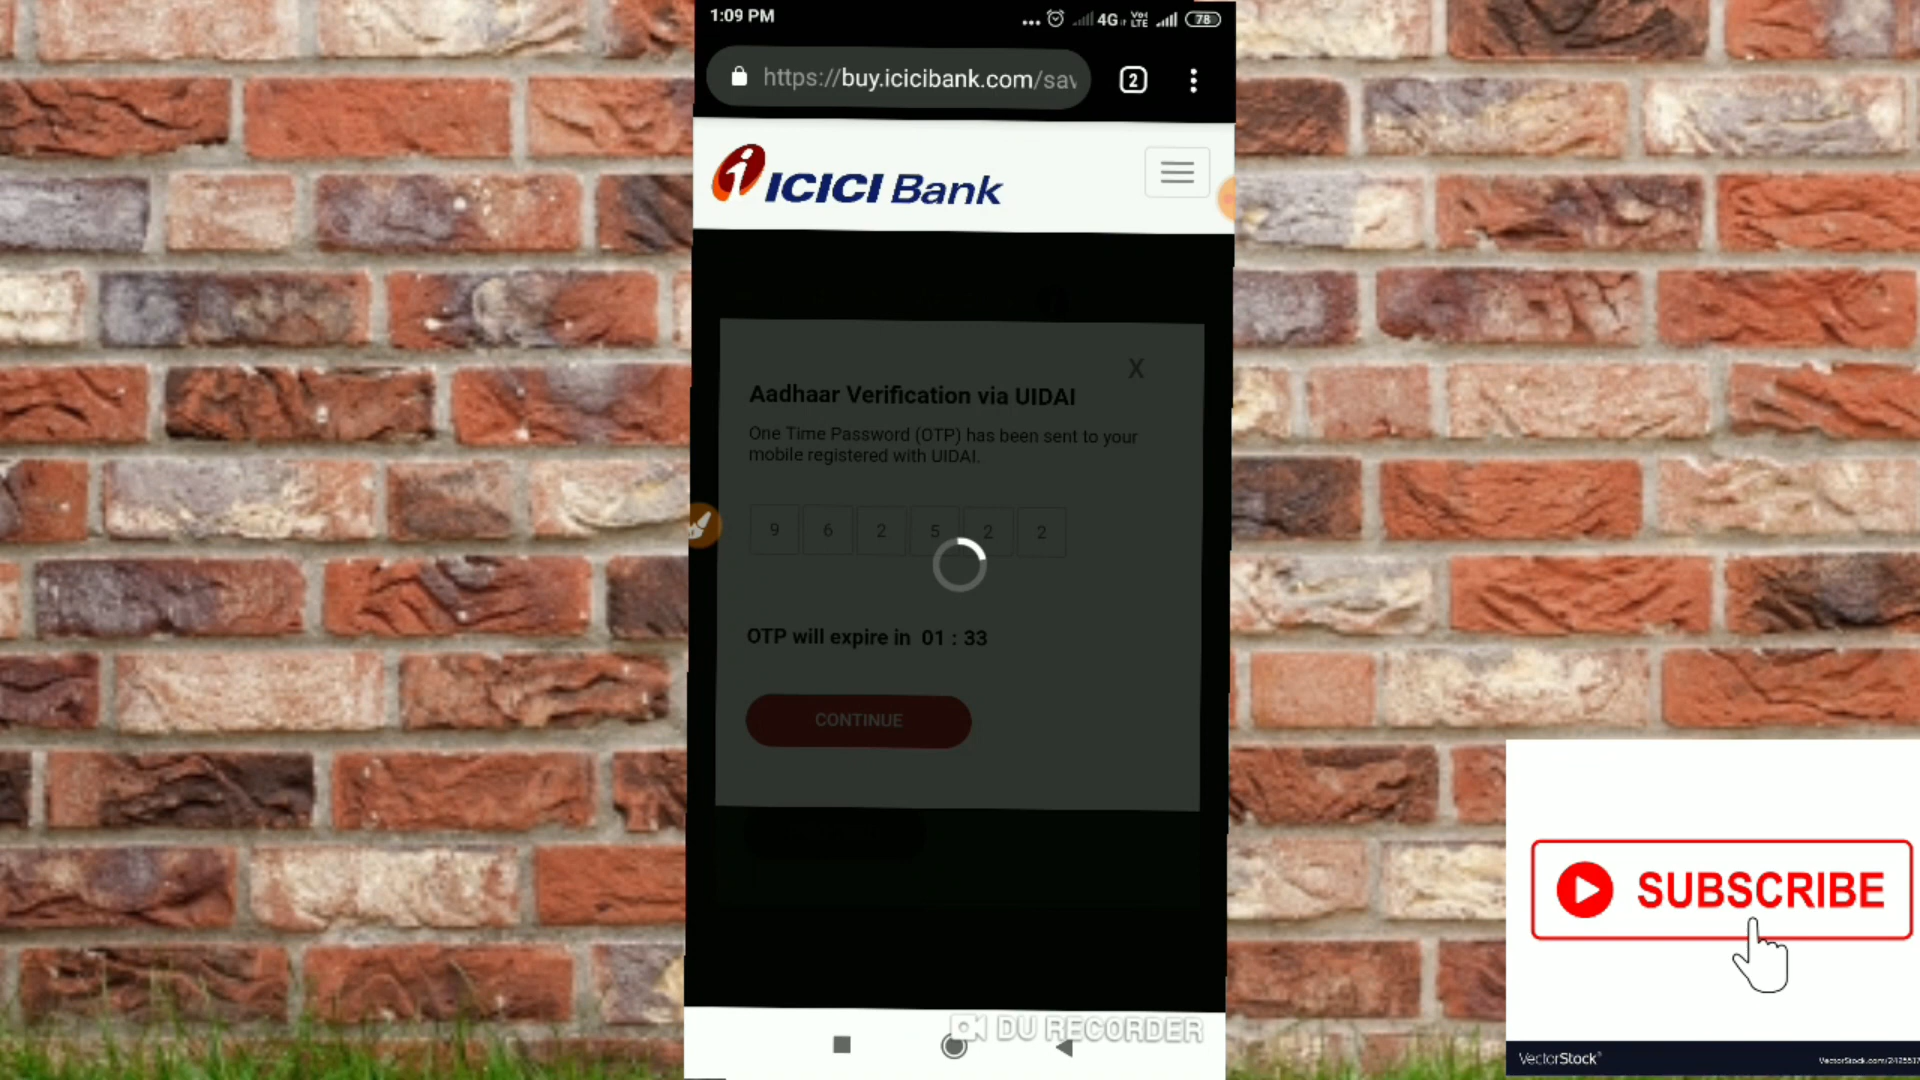 1:09 PM
4G Vo) LTE 78
https://buy.icicibank.com/sav
2
ICICI Bank
X
Aadhaar Verification via UIDAI
One Time Password (OTP) has been sent to your
mobile registered with UIDAI.
9 6 2 5 2 2
OTP will expire in 01 : 33
CONTINUE
DU RECORDER
SUBSCRIBE
VectorStock®